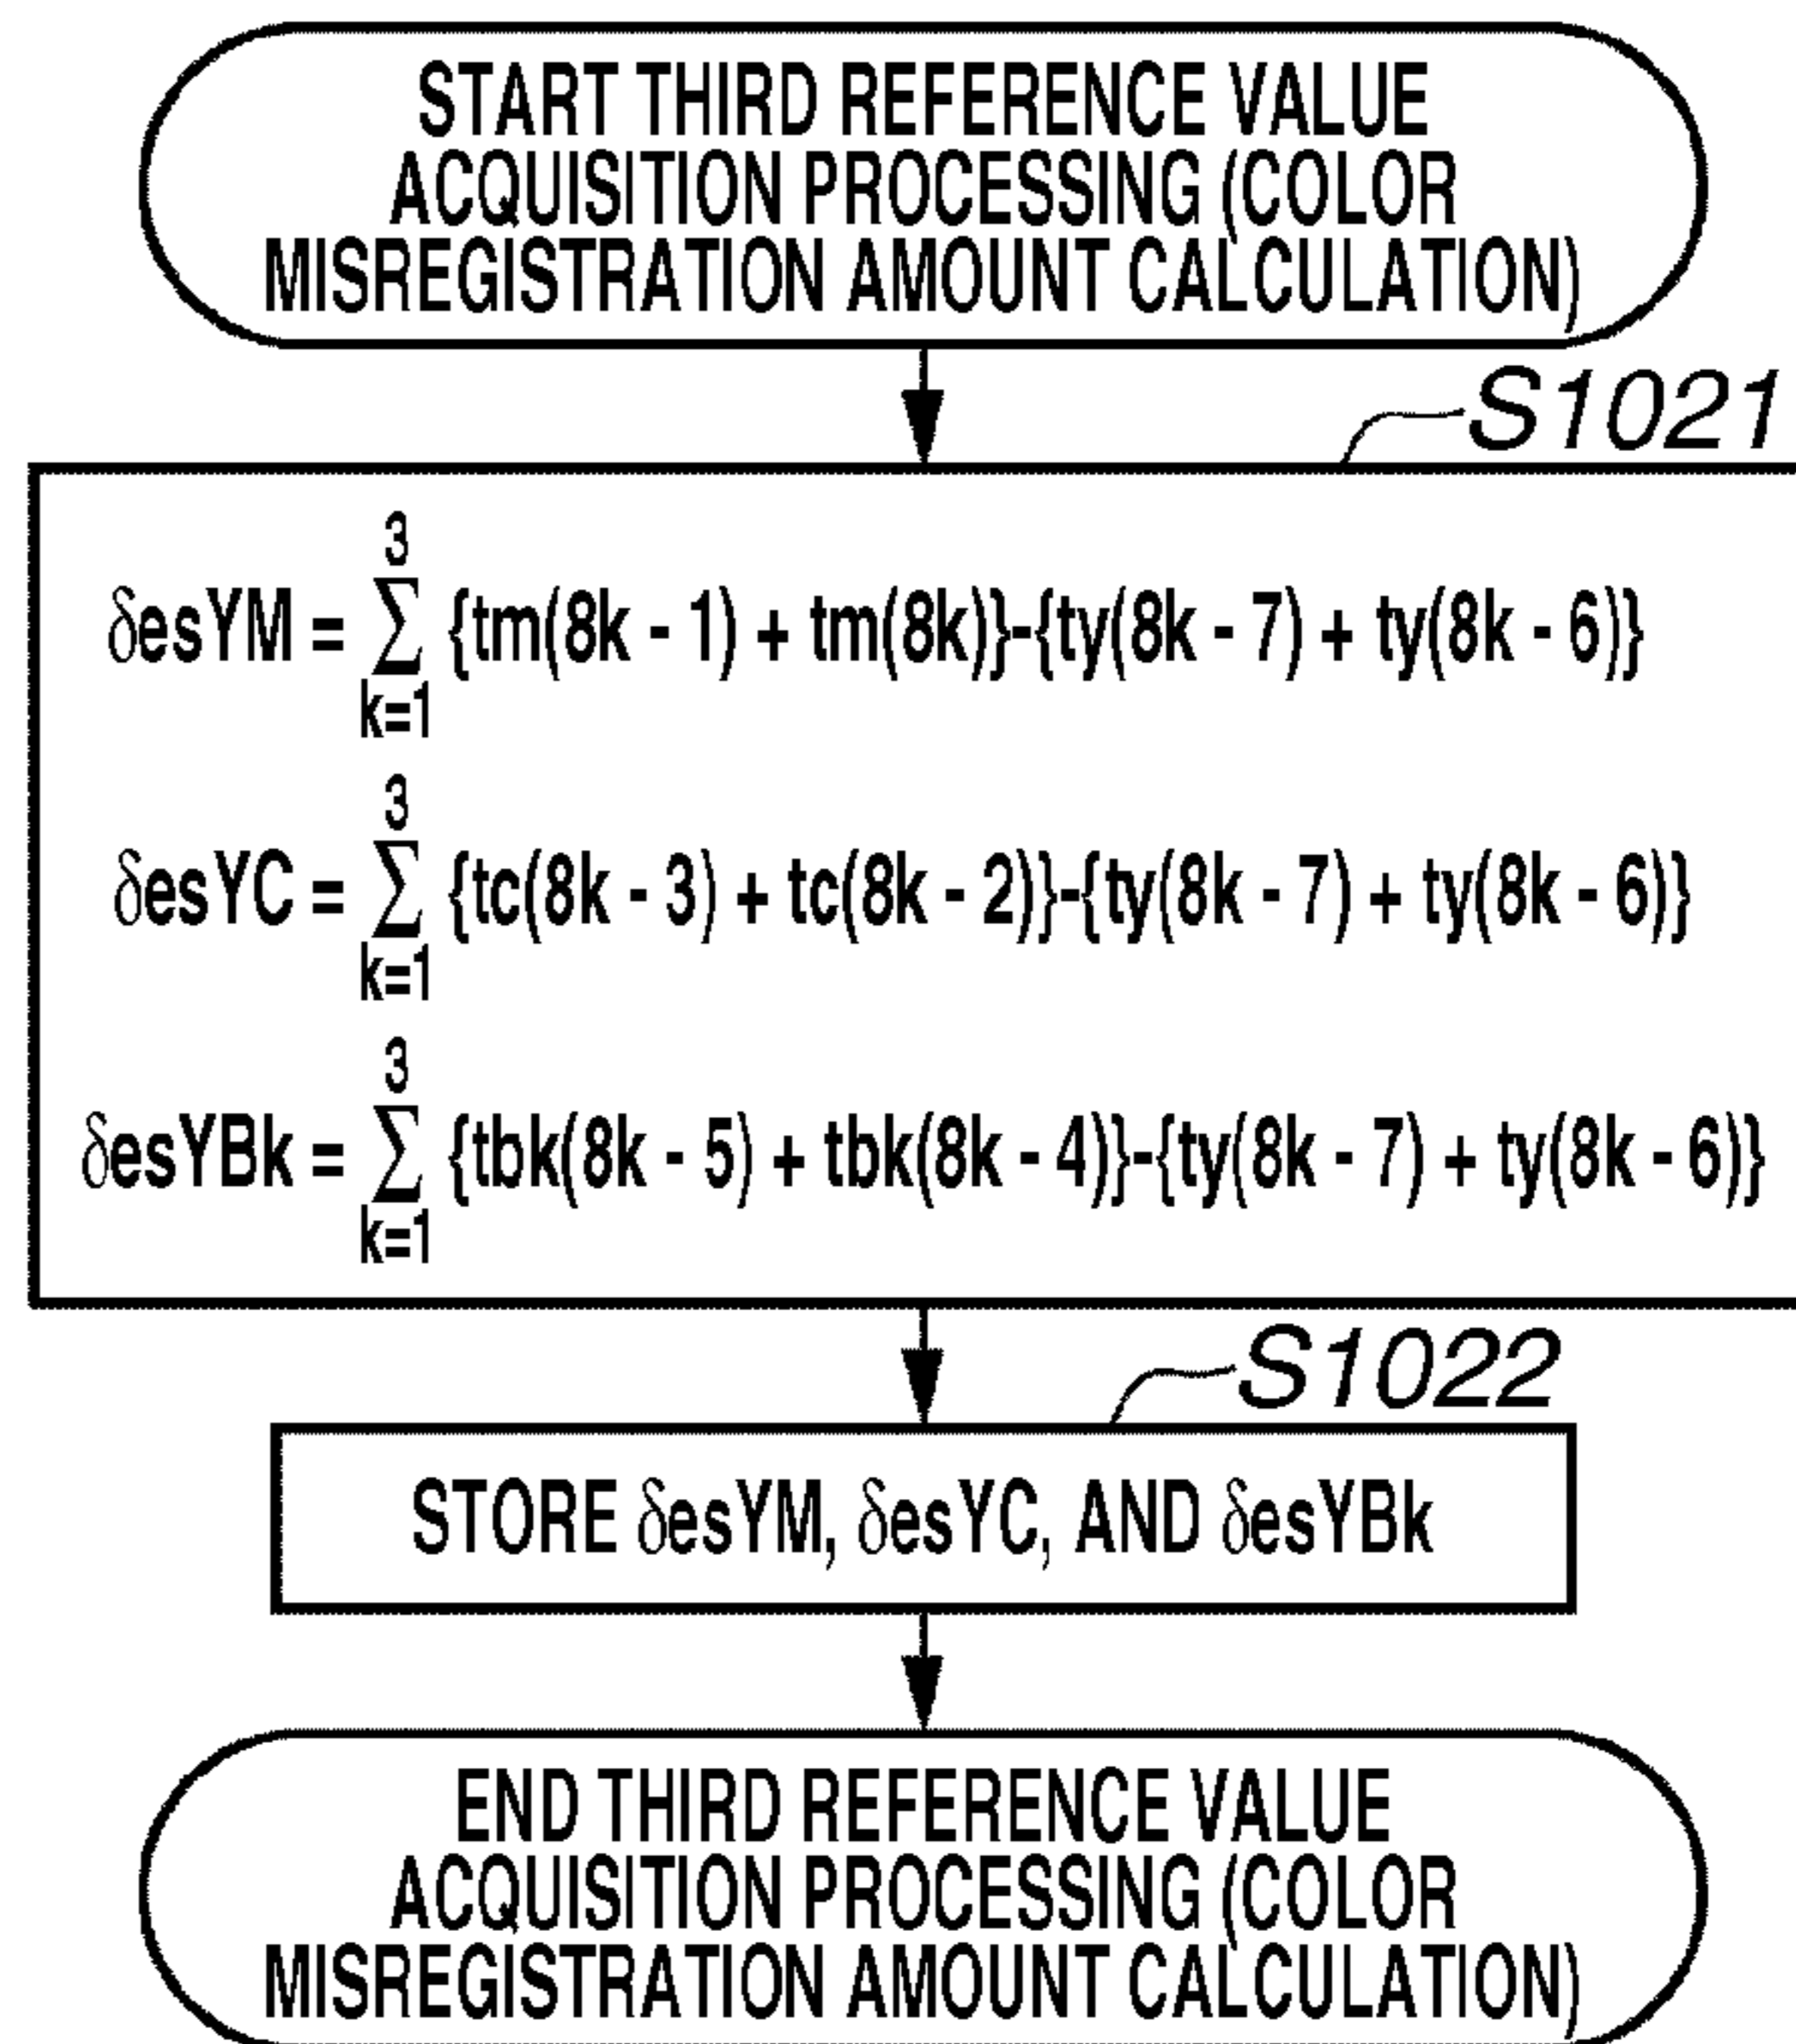 START THIRD REFERENCE VALUE
ACQUISITION PROCESSING (COLOR
MISREGISTRATION AMOUNT CALCULATION)
S1021
δesYM = 3∑k=1 {tm(8k - 1) + tm(8k)}-{ty(8k - 7) + ty(8k - 6)}
δesYC = 3∑k=1 {tc(8k - 3) + tc(8k - 2)}-{ty(8k - 7) + ty(8k - 6)}
δesYBk = 3∑k=1 {tbk(8k - 5) + tbk(8k - 4)}-{ty(8k - 7) + ty(8k - 6)}
S1022
STORE δesYM, δesYC, AND δesYBk
END THIRD REFERENCE VALUE
ACQUISITION PROCESSING (COLOR
MISREGISTRATION AMOUNT CALCULATION)